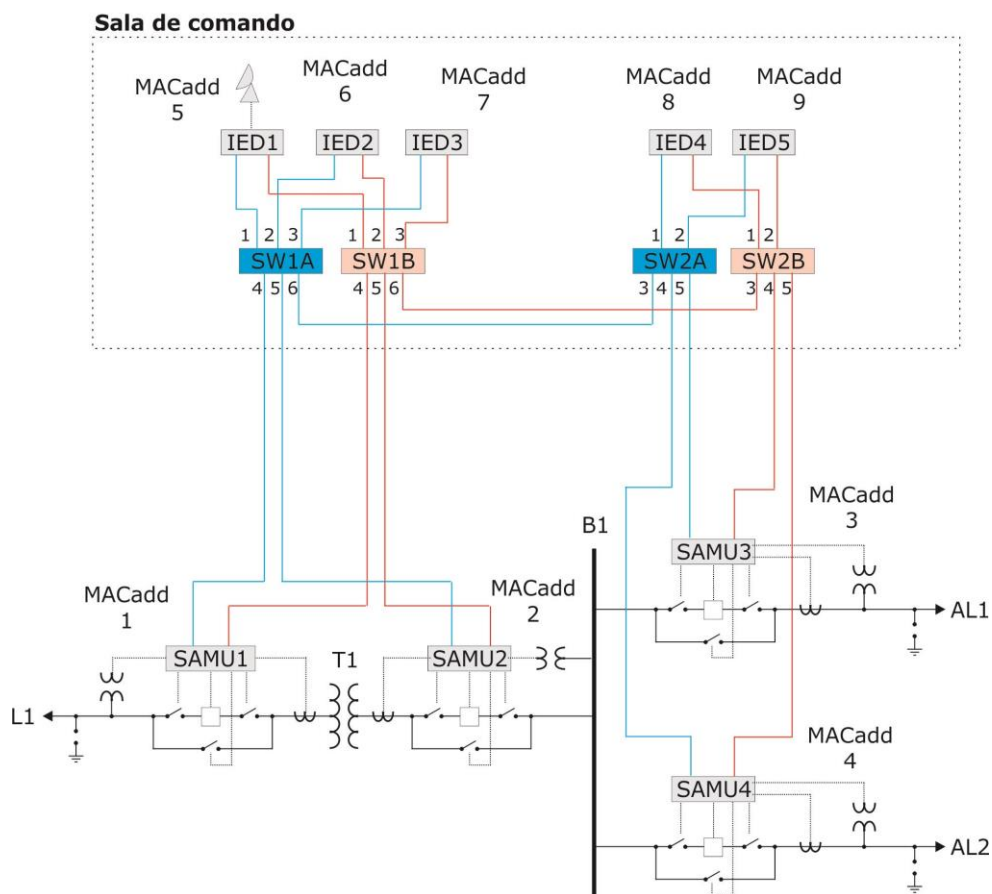 Sala de comando
MACadd
5
MACadd
6
MACadd
7
MACadd
8
MACadd
9
IED1
IED2
IED3
IED4
IED5
1 2 3
1 2 3
1 2
1 2
SW1A
SW1B
SW2A
SW2B
4 5 6
4 5 6
3 4 5
3 4 5
MACadd
3
B1
SAMU3
AL1
MACadd
1
MACadd
2
SAMU1
T1
SAMU2
L1
MACadd
4
SAMU4
AL2